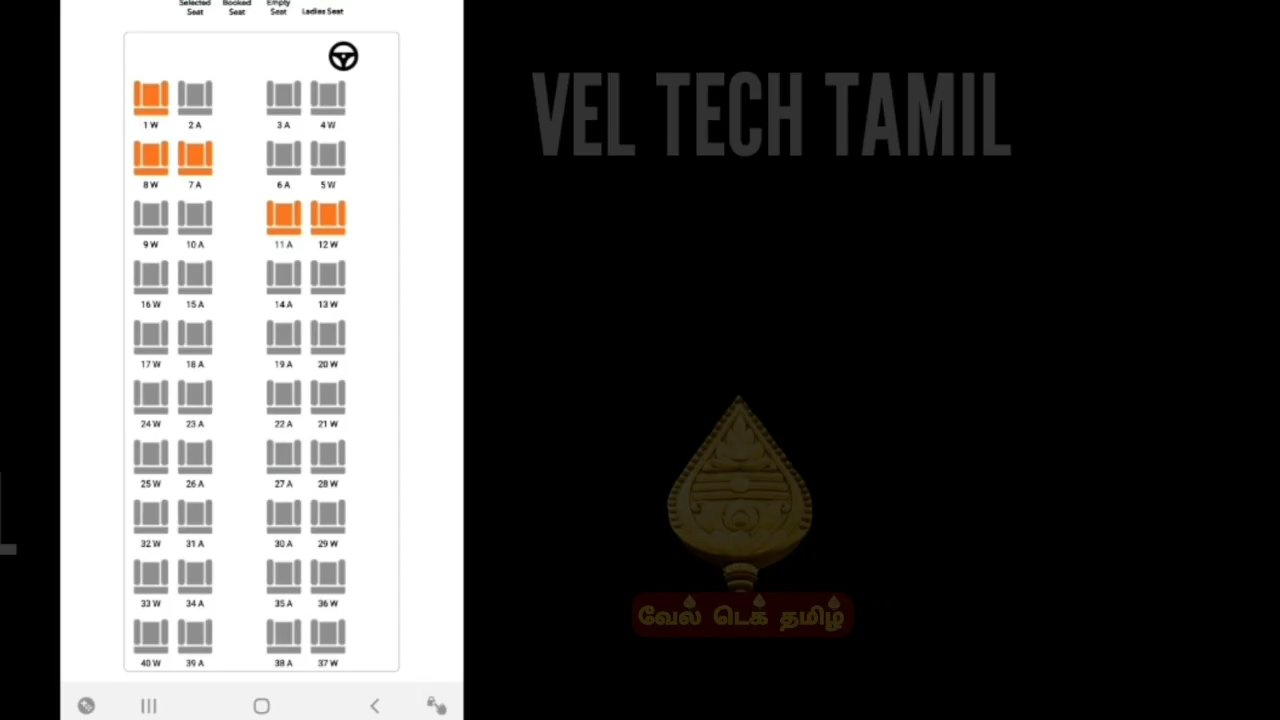 Selected Seat
Booked Seat
Empty Seat
Ladies Seat
VEL TECH TAMIL
1 W 2 A 3 A 4 W
8 W 7 A 6 A 5 W
9 W 10 A 11 A 12 W
16 W 15 A 14 A 13 W
17 W 18 A 19 A 20 W
24 W 23 A 22 A 21 W
25 W 26 A 27 A 28 W
32 W 31 A 30 A 29 W
33 W 34 A 35 A 36 W
40 W 39 A 38 A 37 W
வேல் டெக் தமிழ்